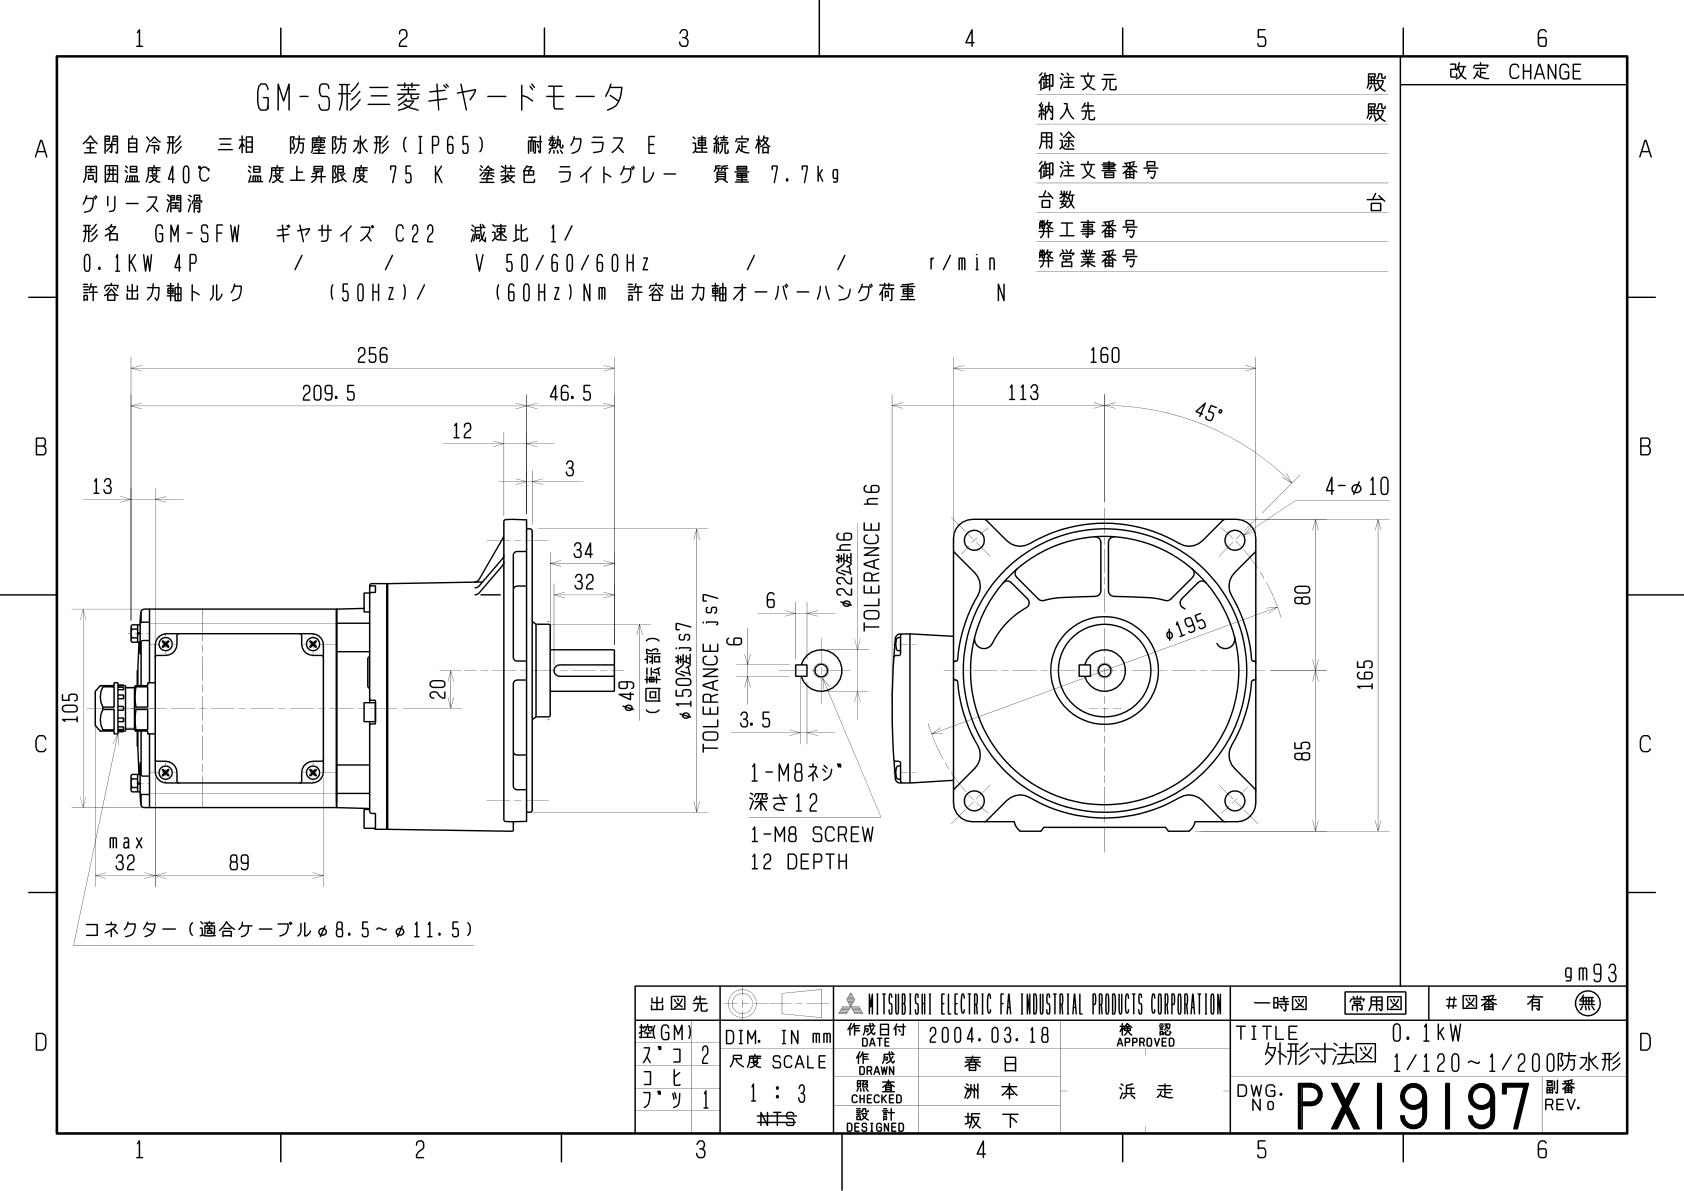 1 2 3 4 5 6
改定 CHANGE
GM-S形三菱ギヤードモータ
全閉自冷形 三相 防塵防水形(IP65) 耐熱クラス E 連続定格
周囲温度40℃ 温度上昇限度 75 K 塗装色 ライトグレー 質量 7.7kg
グリース潤滑
形名 GM-SFW ギヤサイズ C22 減速比 1/
0.1KW 4P / / V 50/60/60Hz / / r/min
許容出力軸トルク (50Hz)/ (60Hz)Nm 許容出力軸オーバーハング荷重 N
御注文元 殿
納入先 殿
用途
御注文書番号
台数 台
弊工事番号
弊営業番号
A A
B B
C C
D D
256
209.5 46.5
12
3
13
34
32
105
20
φ49
(回転部)
φ150公差js7
TOLERANCE js7
max
32 89
コネクター(適合ケーブルφ8.5~φ11.5)
6
6
3.5
φ22公差h6
TOLERANCE h6
1-M8ネジ
深さ12
1-M8 SCREW
12 DEPTH
160
113
45°
4-φ10
φ195
80
165
85
gm93
出図先
控(GM)
ズコ 2
コヒ
ブツ 1
DIM. IN mm
尺度 SCALE
1 : 3
NTS
MITSUBISHI ELECTRIC FA INDUSTRIAL PRODUCTS CORPORATION
作成日付 DATE 2004.03.18
作成 DRAWN 春日
照査 CHECKED 洲本
設計 DESIGNED 坂下
検認 APPROVED
浜走
一時図 常用図 #図番 有 無
TITLE 0.1kW
外形寸法図 1/120~1/200防水形
DWG. No PX19197
副番 REV.
1 2 3 4 5 6